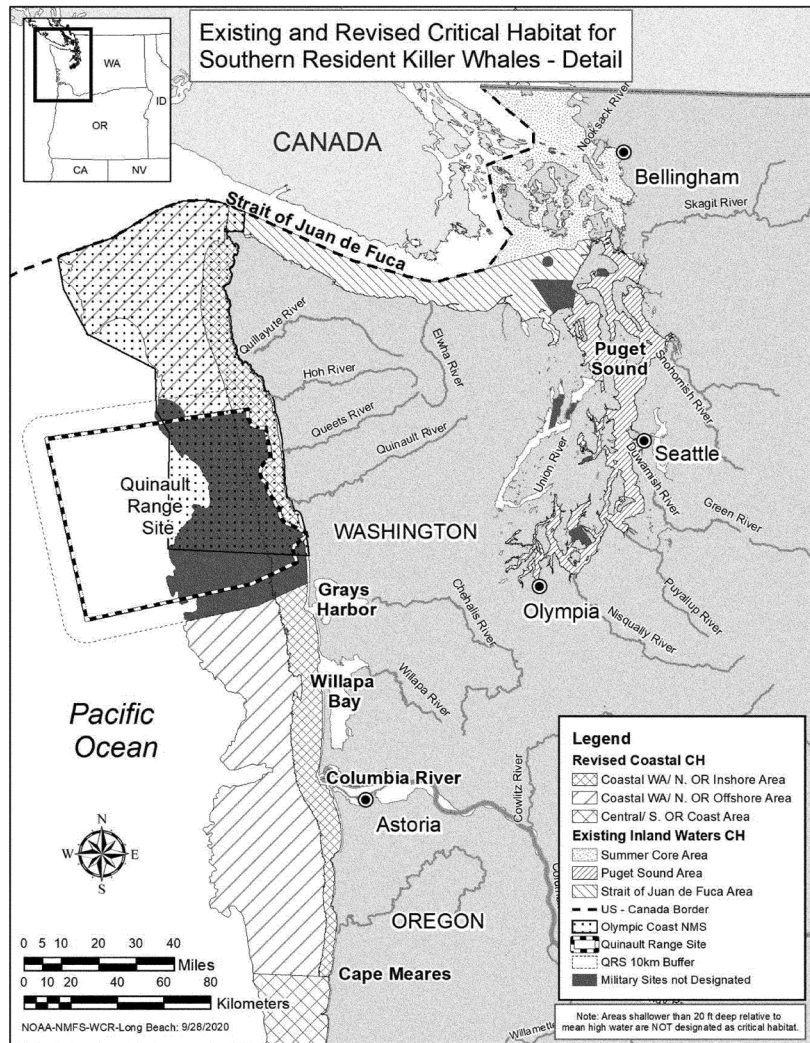 Existing and Revised Critical Habitat for
Southern Resident Killer Whales - Detail
WA
ID
OR
CA
NV
CANADA
Nooksack River
Bellingham
Skagit River
Strait of Juan de Fuca
Quillayute River
Elwha River
Hoh River
Queets River
Quinault River
Puget
Sound
Snohomish River
Seattle
Union River
Duwamish River
Green River
Quinault
Range
Site
WASHINGTON
Grays
Harbor
Chehalis River
Olympia
Puyallup River
Nisqually River
Willapa
Bay
Willapa River
Pacific
Ocean
Columbia River
Astoria
Cowlitz River
N
W
E
S
OREGON
Cape Meares
0 5 10 20 30 40
Miles
0 10 20 40 60 80
Kilometers
NOAA-NMFS-WCR-Long Beach: 9/28/2020
Legend
Revised Coastal CH
Coastal WA/ N. OR Inshore Area
Coastal WA/ N. OR Offshore Area
Central/ S. OR Coast Area
Existing Inland Waters CH
Summer Core Area
Puget Sound Area
Strait of Juan de Fuca Area
US - Canada Border
Olympic Coast NMS
Quinault Range Site
QRS 10km Buffer
Military Sites not Designated
Note: Areas shallower than 20 ft deep relative to
mean high water are NOT designated as critical habitat.